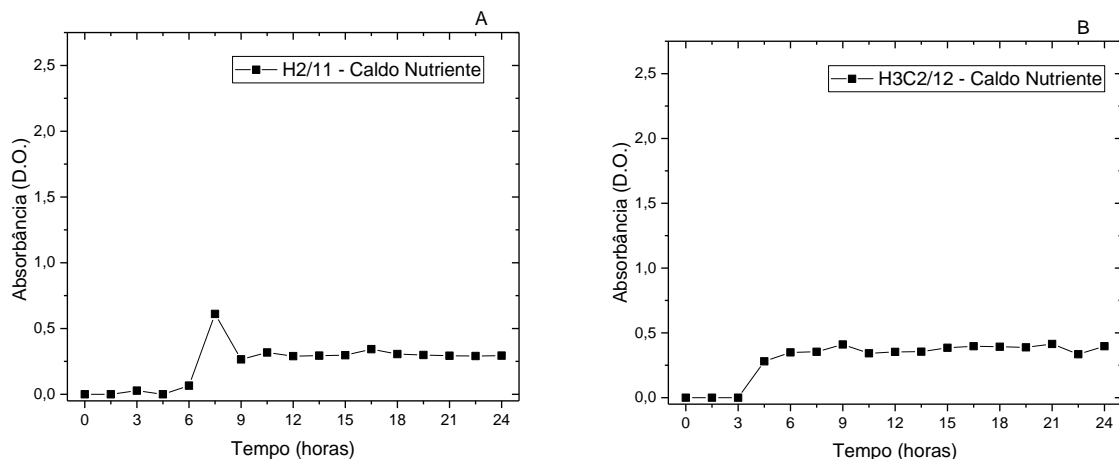 A
H2/11 - Caldo Nutriente
2,5
2,0
1,5
1,0
0,5
0,0
Absorbância (D.O.)
0 3 6 9 12 15 18 21 24
Tempo (horas)
B
H3C2/12 - Caldo Nutriente
2,5
2,0
1,5
1,0
0,5
0,0
Absorbância (D.O.)
0 3 6 9 12 15 18 21 24
Tempo (horas)